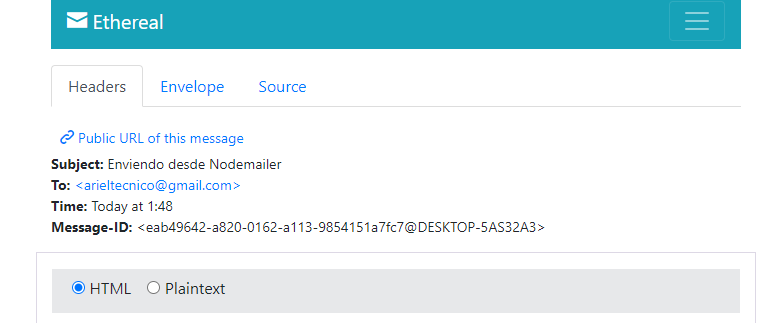 Ethereal
Headers Envelope Source
Public URL of this message
Subject: Enviendo desde Nodemailer
To: <arieltecnico@gmail.com>
Time: Today at 1:48
Message-ID: <eab49642-a820-0162-a113-9854151a7fc7@DESKTOP-5AS32A3>
HTML Plaintext